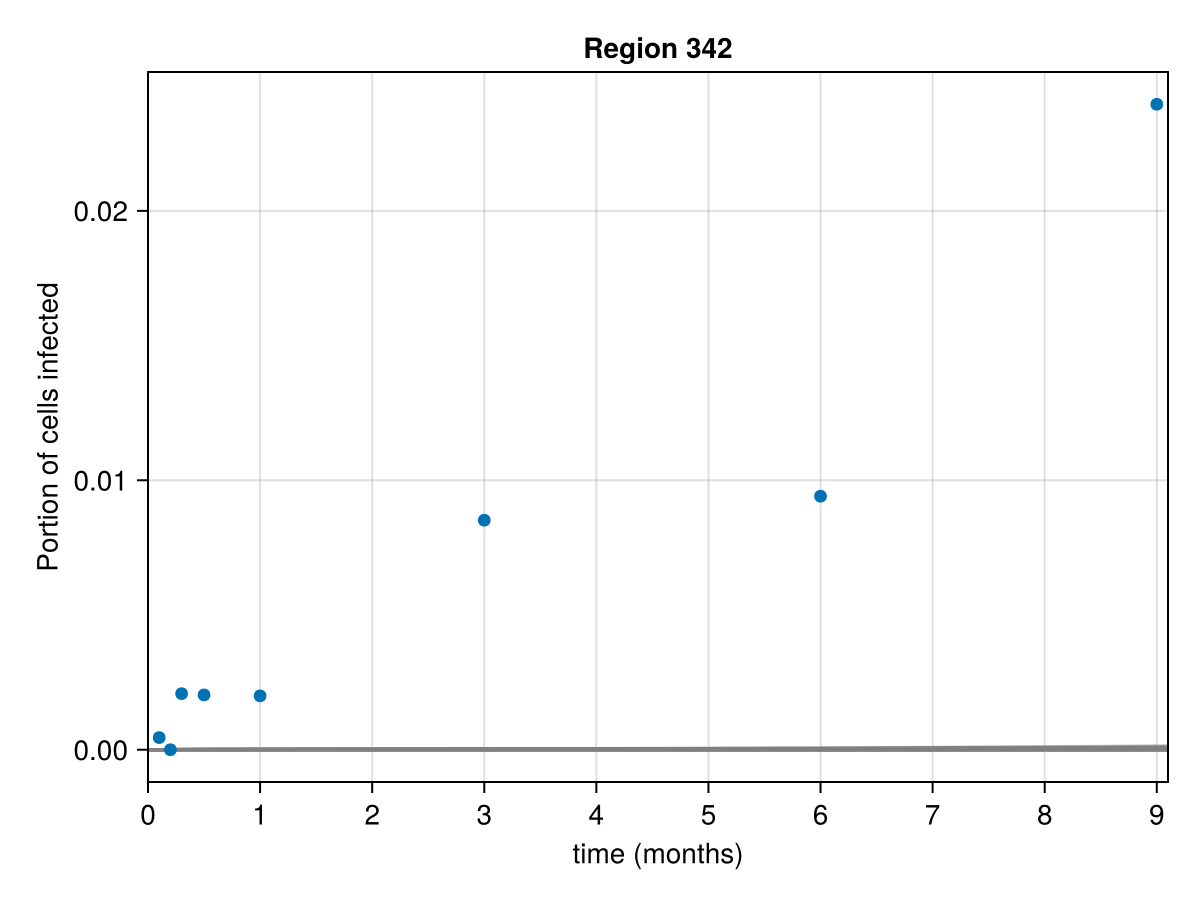 Region 342
Portion of cells infected
0.02
0.01
0.00
0 1 2 3 4 5 6 7 8 9
time (months)